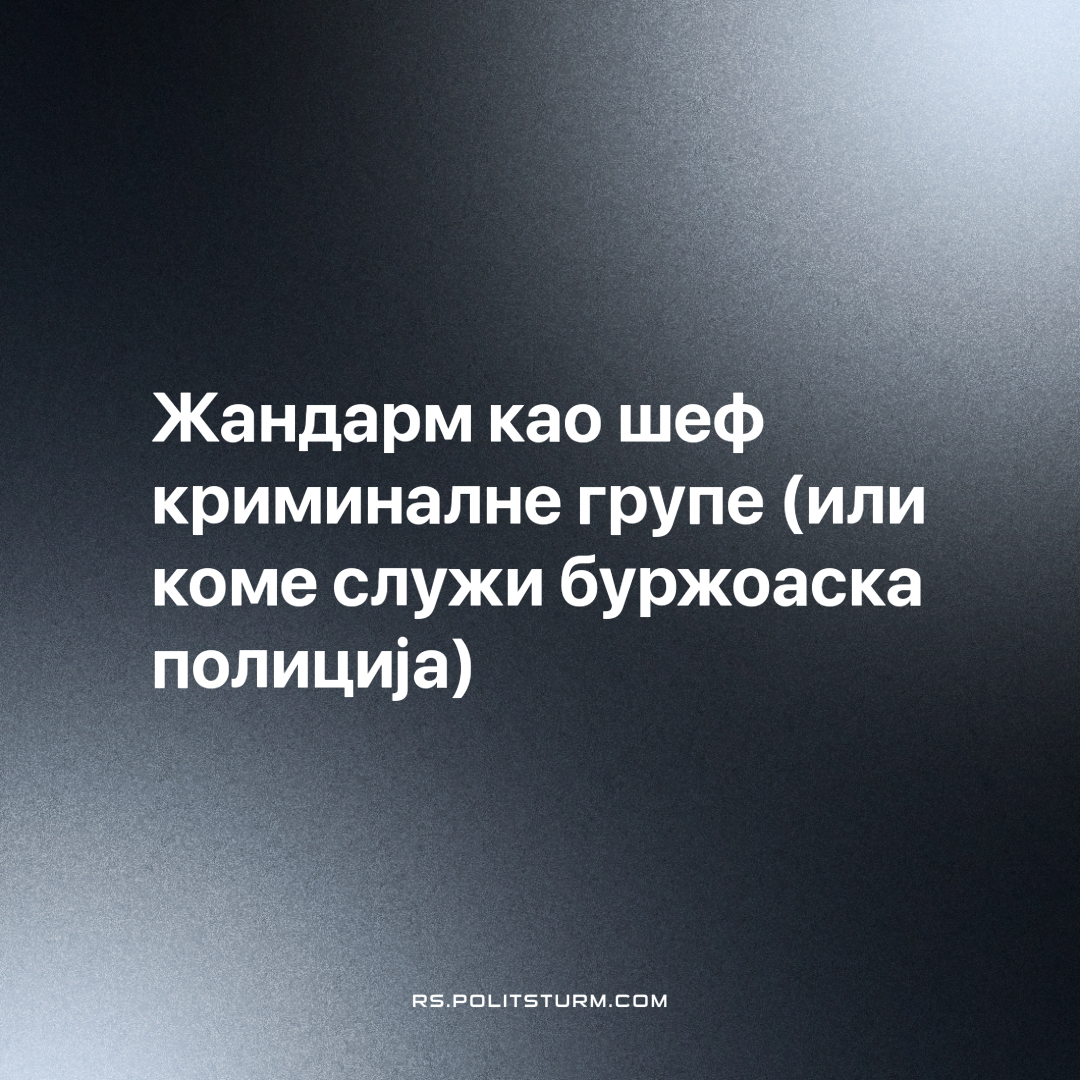 Жандарм као шеф
криминалне групе (или
коме служи буржоаска
полиција)
RS.POLITSTURM.COM